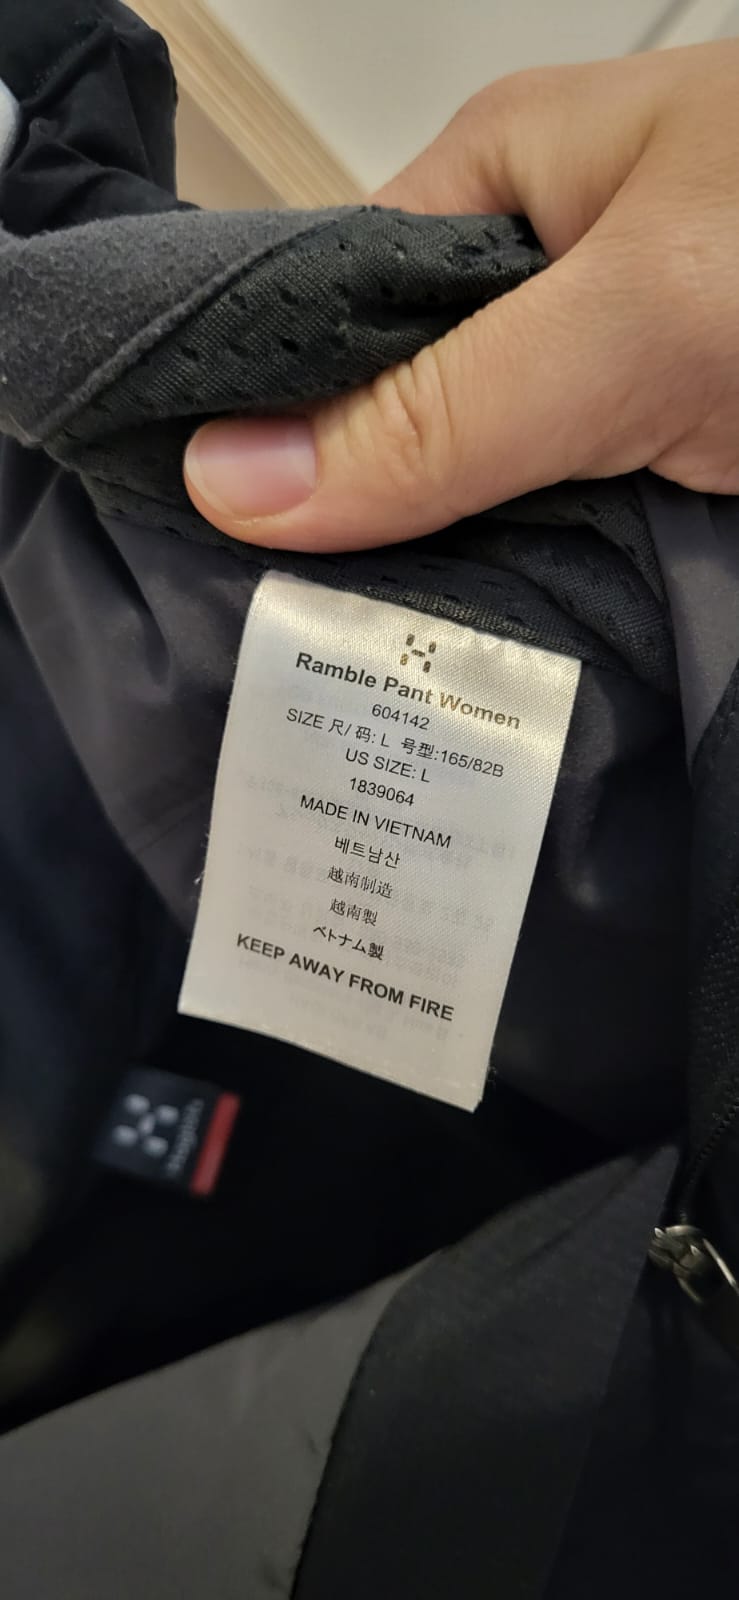 Ramble Pant Women
604142
SIZE 尺/ 码: L 号型:165/82B
US SIZE: L
1839064
MADE IN VIETNAM
베트남산
越南制造
越南製
ベトナム製
KEEP AWAY FROM FIRE